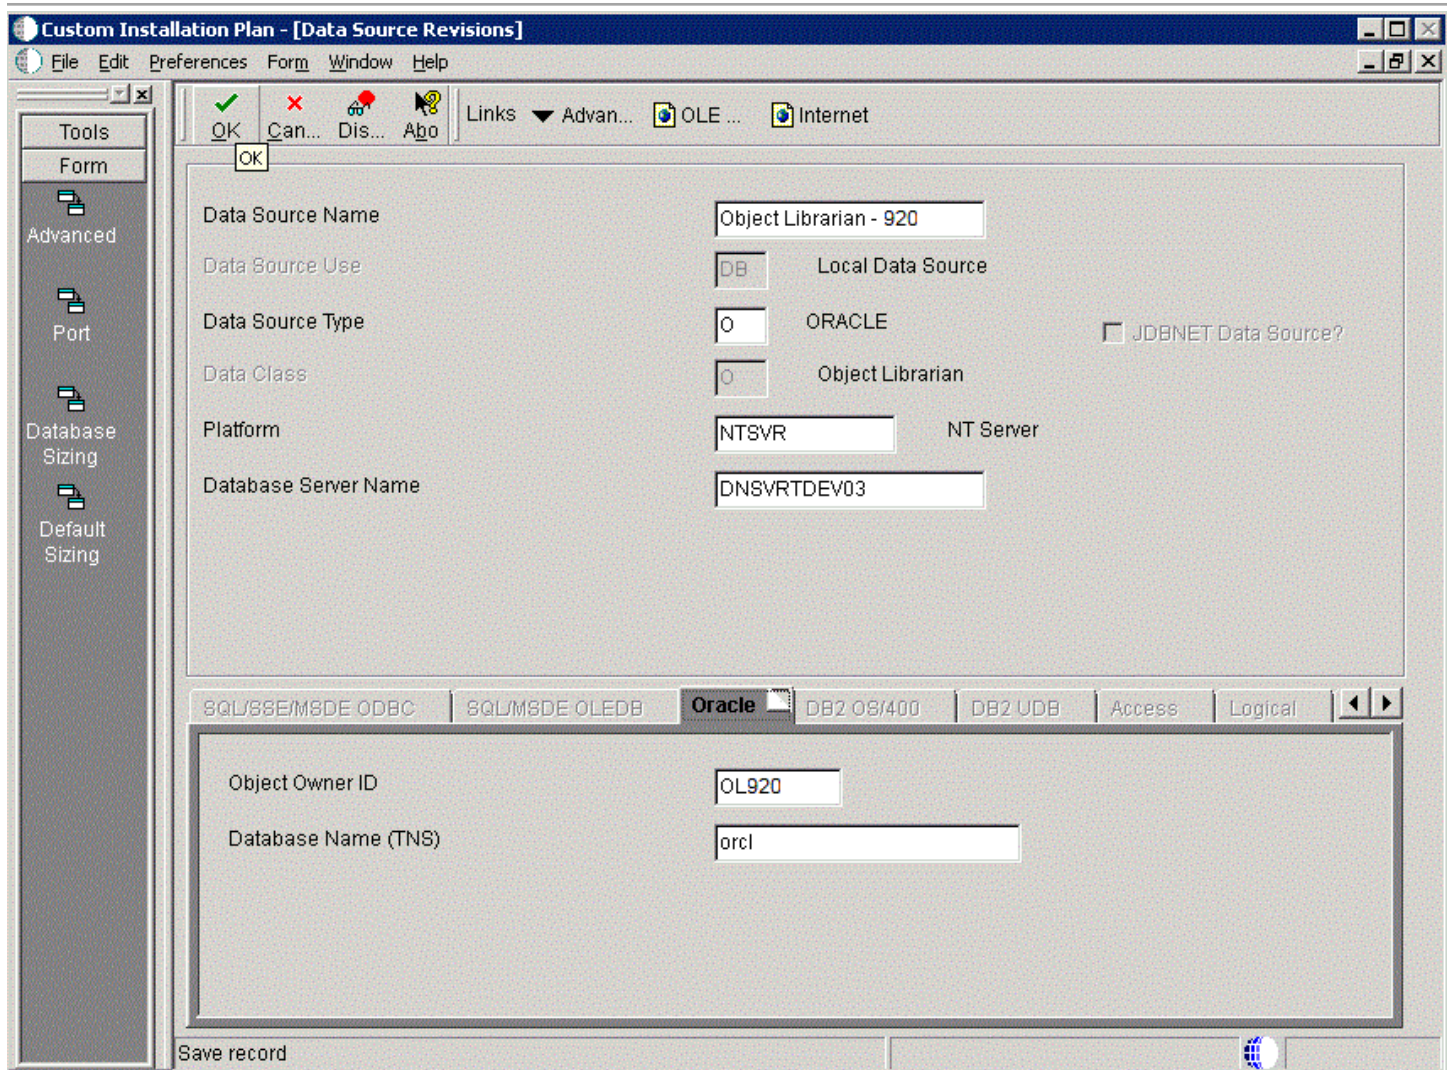 Custom Installation Plan - [Data Source Revisions]
File Edit Preferences Form Window Help
Tools
Form
Advanced
Port
Database
Sizing
Default
Sizing
OK Can... Dis... Abo Links Advan... OLE ... Internet
OK
Data Source Name Object Librarian - 920
Data Source Use DB Local Data Source
Data Source Type O ORACLE JDBNET Data Source?
Data Class O Object Librarian
Platform NTSVR NT Server
Database Server Name DNSVRTDEV03
SQL/SSE/MSDE ODBC SQL/MSDE OLEDB Oracle DB2 OS/400 DB2 UDB Access Logical
Object Owner ID OL920
Database Name (TNS) orcl
Save record